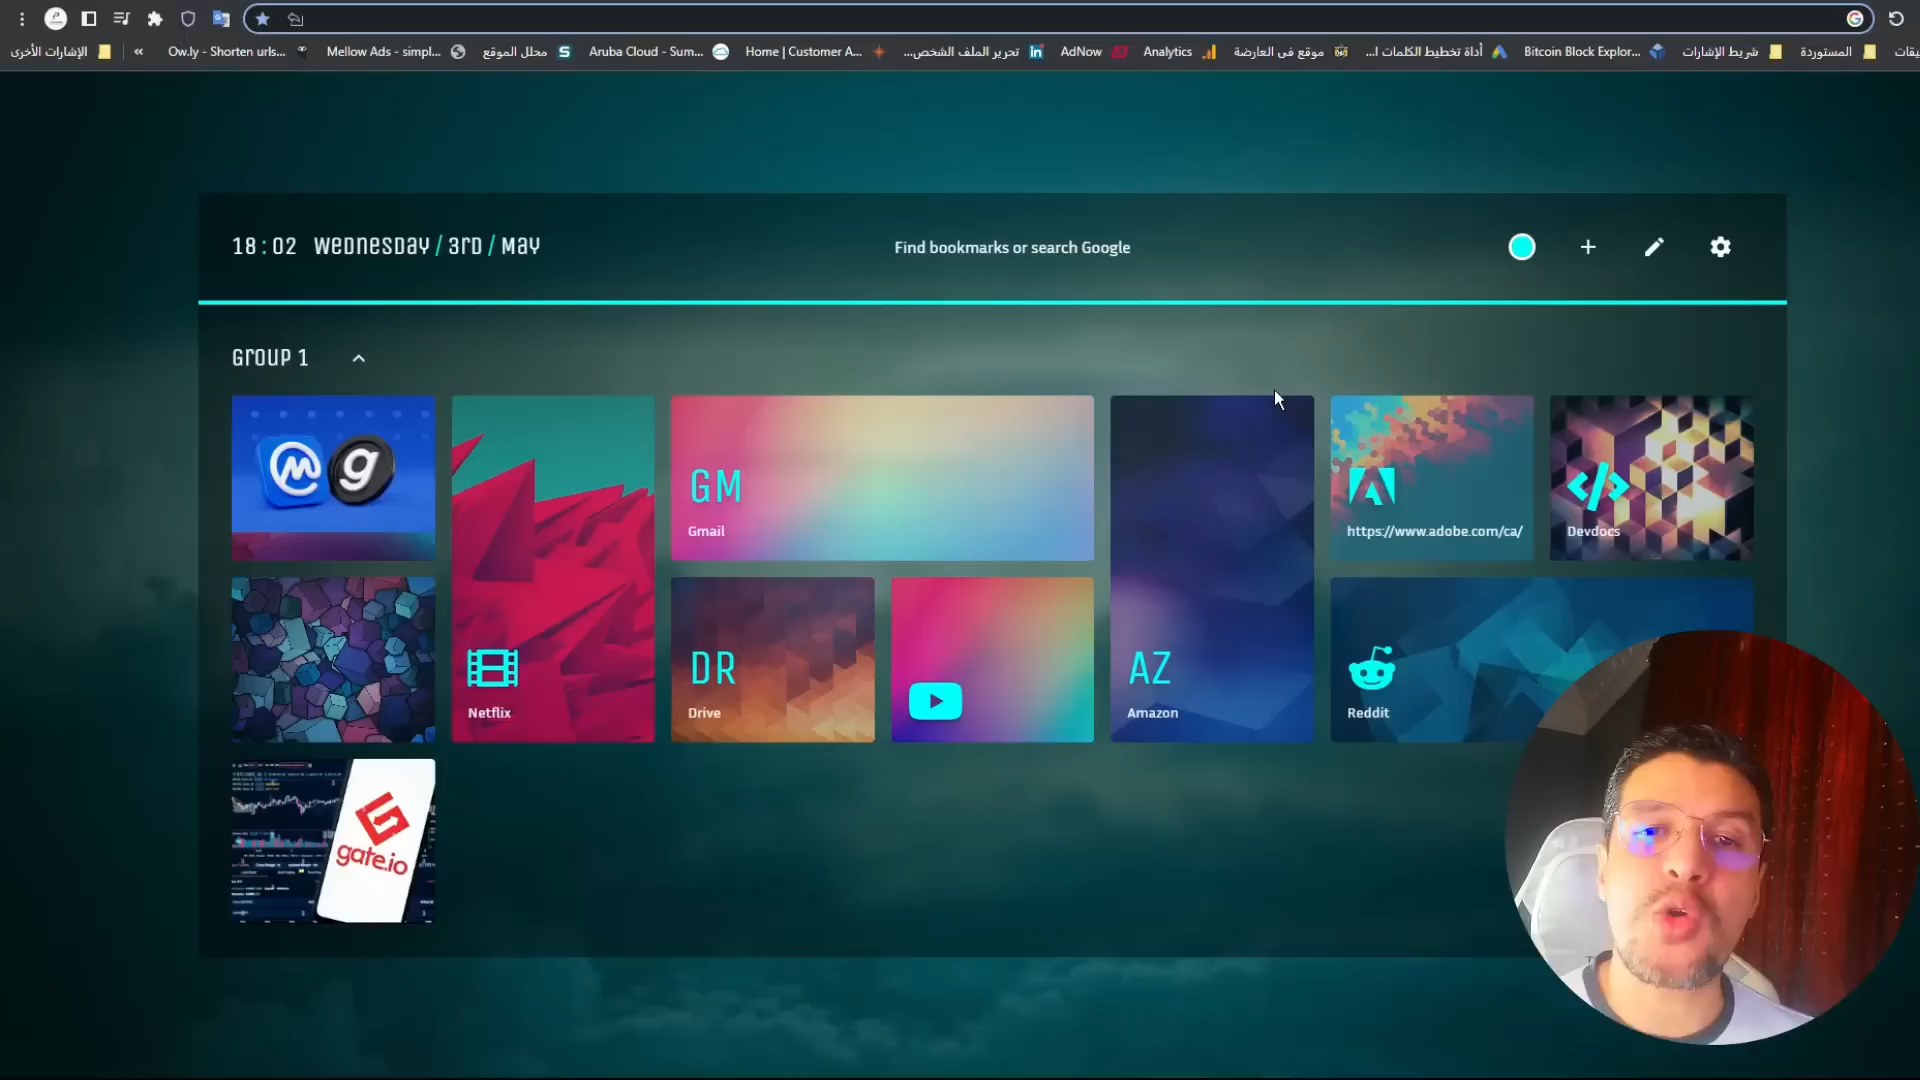 الإشارات الأخرى
Ow.ly - Shorten urls...
Mellow Ads - simpl...
محلل الموقع
Aruba Cloud - Sum...
Home | Customer A...
تحرير الملف الشخص...
AdNow
Analytics
موقع في العارضة
أداة تخطيط الكلمات ا...
Bitcoin Block Explor...
شريط الإشارات
المستوردة
18:02 Wednesday / 3rd / May
Find bookmarks or search Google
Group 1
GM
Gmail
https://www.adobe.com/ca/
Devdocs
Netflix
DR
Drive
AZ
Amazon
Reddit
gate.io